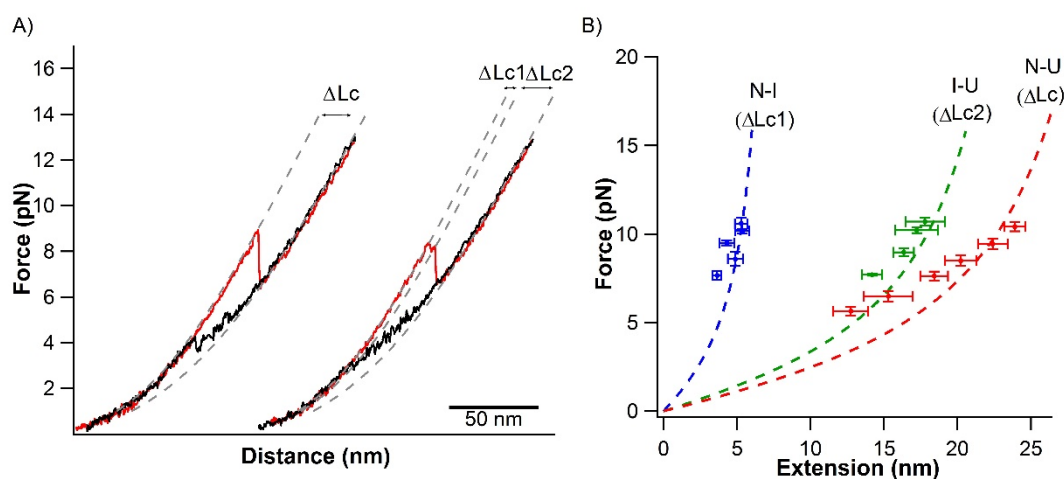 A)
Force (pN)
16
14
12
10
8
6
4
2
ΔLc
ΔLc1 ΔLc2
50 nm
Distance (nm)
B)
Force (pN)
20
15
10
5
0
N-I
(ΔLc1)
I-U
(ΔLc2)
N-U
(ΔLc)
0 5 10 15 20 25
Extension (nm)